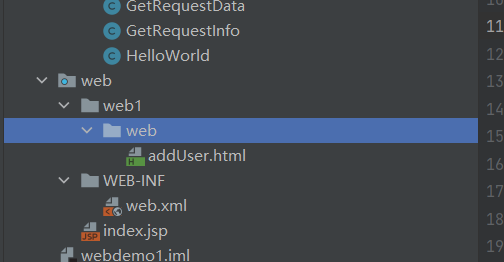 GetRequestData
GetRequestInfo
HelloWorld
web
web1
web
addUser.html
WEB-INF
web.xml
index.jsp
JSP
webdemo1.iml
11
12
13
14
15
16
17
18
19